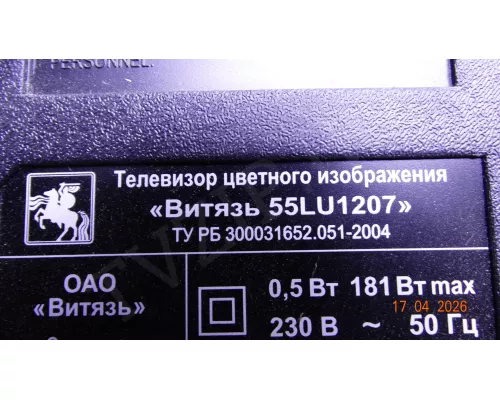 PERSONNEL.
Телевизор цветного изображения
«Витязь 55LU1207»
ТУ РБ 300031652.051-2004
ОАО
«Витязь»
0,5 Вт 181 Вт max
230 В ~ 50 Гц
17 04 2026